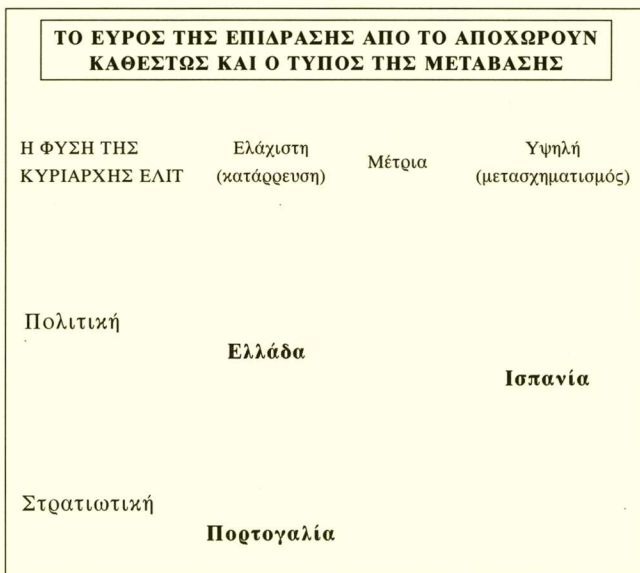 ΤΟ ΕΥΡΟΣ ΤΗΣ ΕΠΙΔΡΑΣΗΣ ΑΠΟ ΤΟ ΑΠΟΧΩΡΟΥΝ
ΚΑΘΕΣΤΩΣ ΚΑΙ Ο ΤΥΠΟΣ ΤΗΣ ΜΕΤΑΒΑΣΗΣ
Η ΦΥΣΗ ΤΗΣ
ΚΥΡΙΑΡΧΗΣ ΕΛΙΤ
Ελάχιστη
(κατάρρευση)
Μέτρια
Υψηλή
(μετασχηματισμός)
Πολιτική
Ελλάδα
Ισπανία
Στρατιωτική
Πορτογαλία